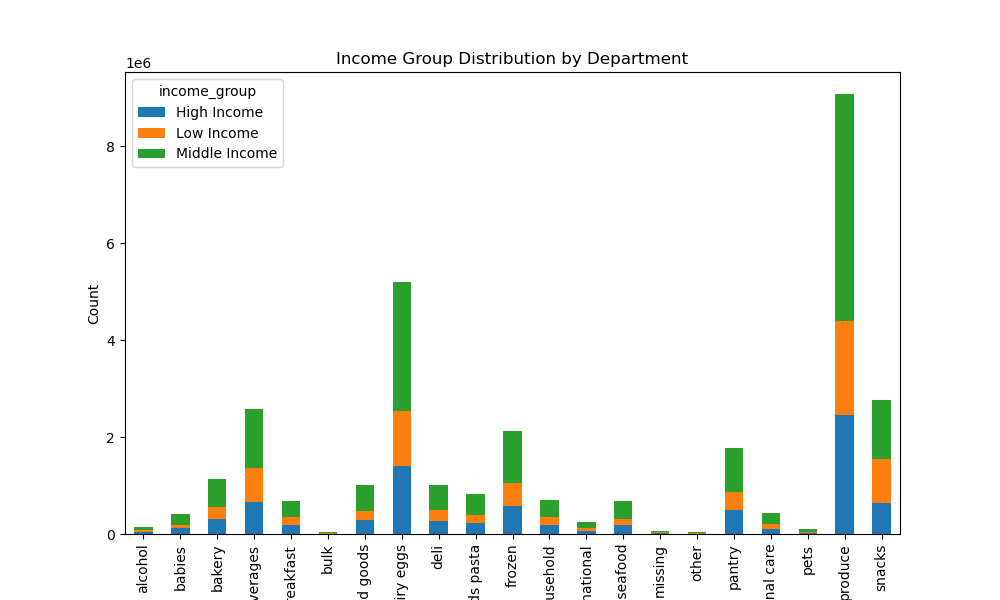 Income Group Distribution by Department
1e6
income_group
High Income
Low Income
Middle Income
8
6
4
2
0
Count
alcohol
babies
bakery
verages
reakfast
bulk
d goods
iry eggs
deli
ds pasta
frozen
usehold
national
seafood
missing
other
pantry
nal care
pets
produce
snacks